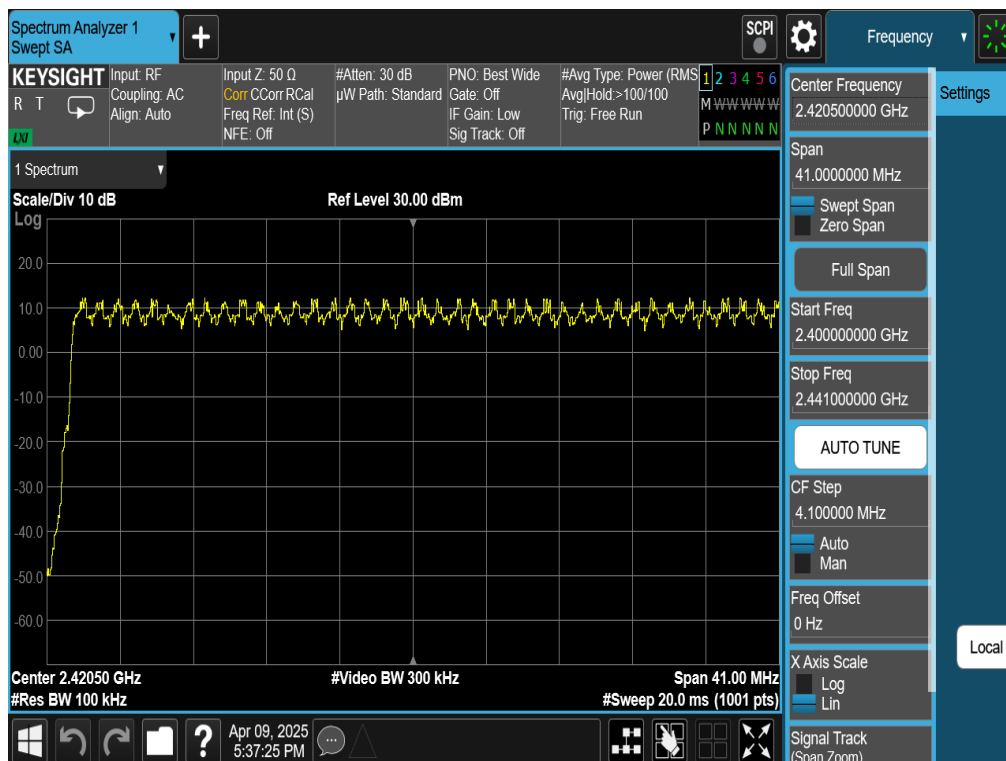 Spectrum Analyzer 1
Swept SA
+
SCPI
Frequency
KEYSIGHT
R T
LXI
Input: RF
Coupling: AC
Align: Auto
Input Z: 50 Ω
Corr CCorr RCal
Freq Ref: Int (S)
NFE: Off
#Atten: 30 dB
µW Path: Standard
PNO: Best Wide
Gate: Off
IF Gain: Low
Sig Track: Off
#Avg Type: Power (RMS
Avg|Hold:>100/100
Trig: Free Run
1 2 3 4 5 6
M W W W W W
P N N N N N
1 Spectrum
Scale/Div 10 dB
Ref Level 30.00 dBm
Log
20.0
10.0
0.00
-10.0
-20.0
-30.0
-40.0
-50.0
-60.0
Center 2.42050 GHz
#Video BW 300 kHz
Span 41.00 MHz
#Res BW 100 kHz
#Sweep 20.0 ms (1001 pts)
Center Frequency
2.420500000 GHz
Span
41.0000000 MHz
Swept Span
Zero Span
Full Span
Start Freq
2.400000000 GHz
Stop Freq
2.441000000 GHz
AUTO TUNE
CF Step
4.100000 MHz
Auto
Man
Freq Offset
0 Hz
X Axis Scale
Log
Lin
Signal Track
(Span Zoom)
Settings
Local
?
Apr 09, 2025
5:37:25 PM